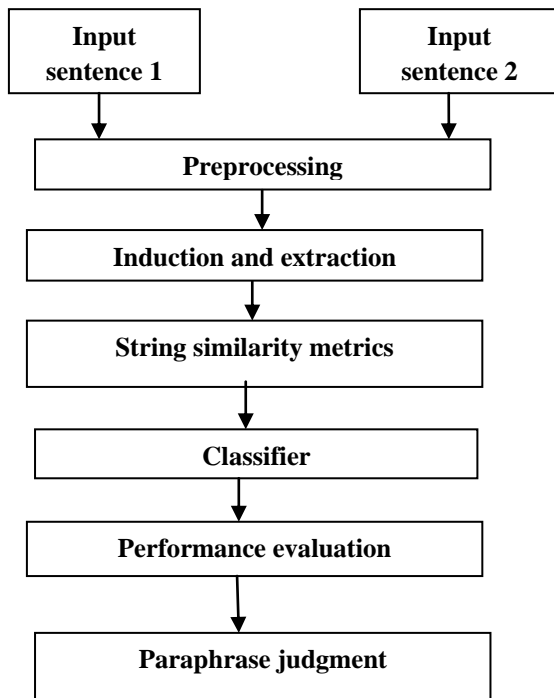 Input
sentence 1
Input
sentence 2
Preprocessing
Induction and extraction
String similarity metrics
Classifier
Performance evaluation
Paraphrase judgment